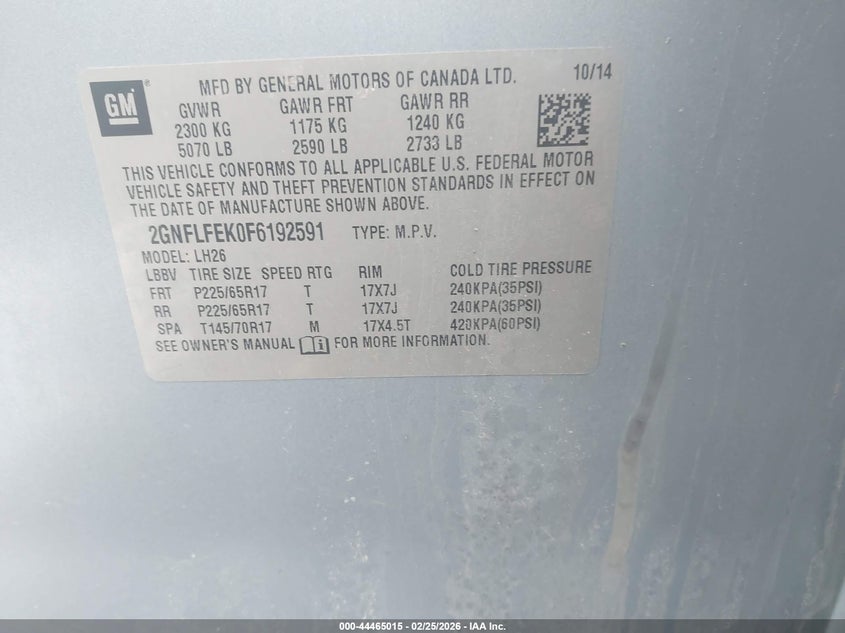 GM
MFD BY GENERAL MOTORS OF CANADA LTD. 10/14
GVWR GAWR FRT GAWR RR
2300 KG 1175 KG 1240 KG
5070 LB 2590 LB 2733 LB
THIS VEHICLE CONFORMS TO ALL APPLICABLE U.S. FEDERAL MOTOR
VEHICLE SAFETY AND THEFT PREVENTION STANDARDS IN EFFECT ON
THE DATE OF MANUFACTURE SHOWN ABOVE.
2GNFLFEK0F6192591 TYPE: M.P.V.
MODEL: LH26
LBBV TIRE SIZE SPEED RTG RIM COLD TIRE PRESSURE
FRT P225/65R17 T 17X7J 240KPA(35PSI)
RR P225/65R17 T 17X7J 240KPA(35PSI)
SPA T145/70R17 M 17X4.5T 420KPA(60PSI)
SEE OWNER'S MANUAL FOR MORE INFORMATION.
000-44465015 - 02/25/2026 - IAA Inc.